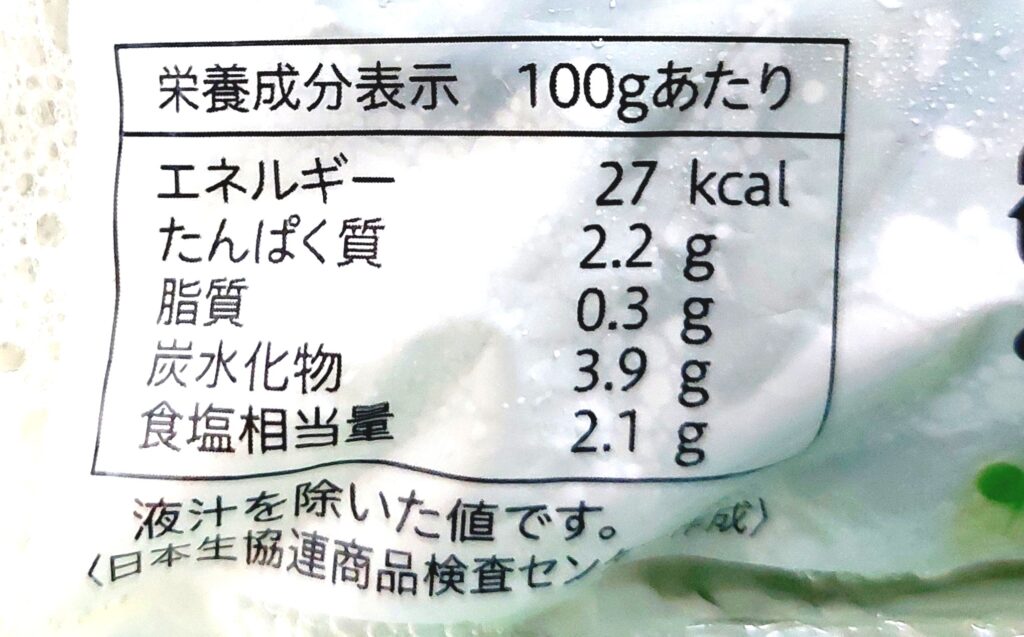 栄養成分表示 100gあたり
エネルギー 27 kcal
たんぱく質 2.2 g
脂質 0.3 g
炭水化物 3.9 g
食塩相当量 2.1 g
液汁を除いた値です。
〈日本生協連商品検査セン 成〉